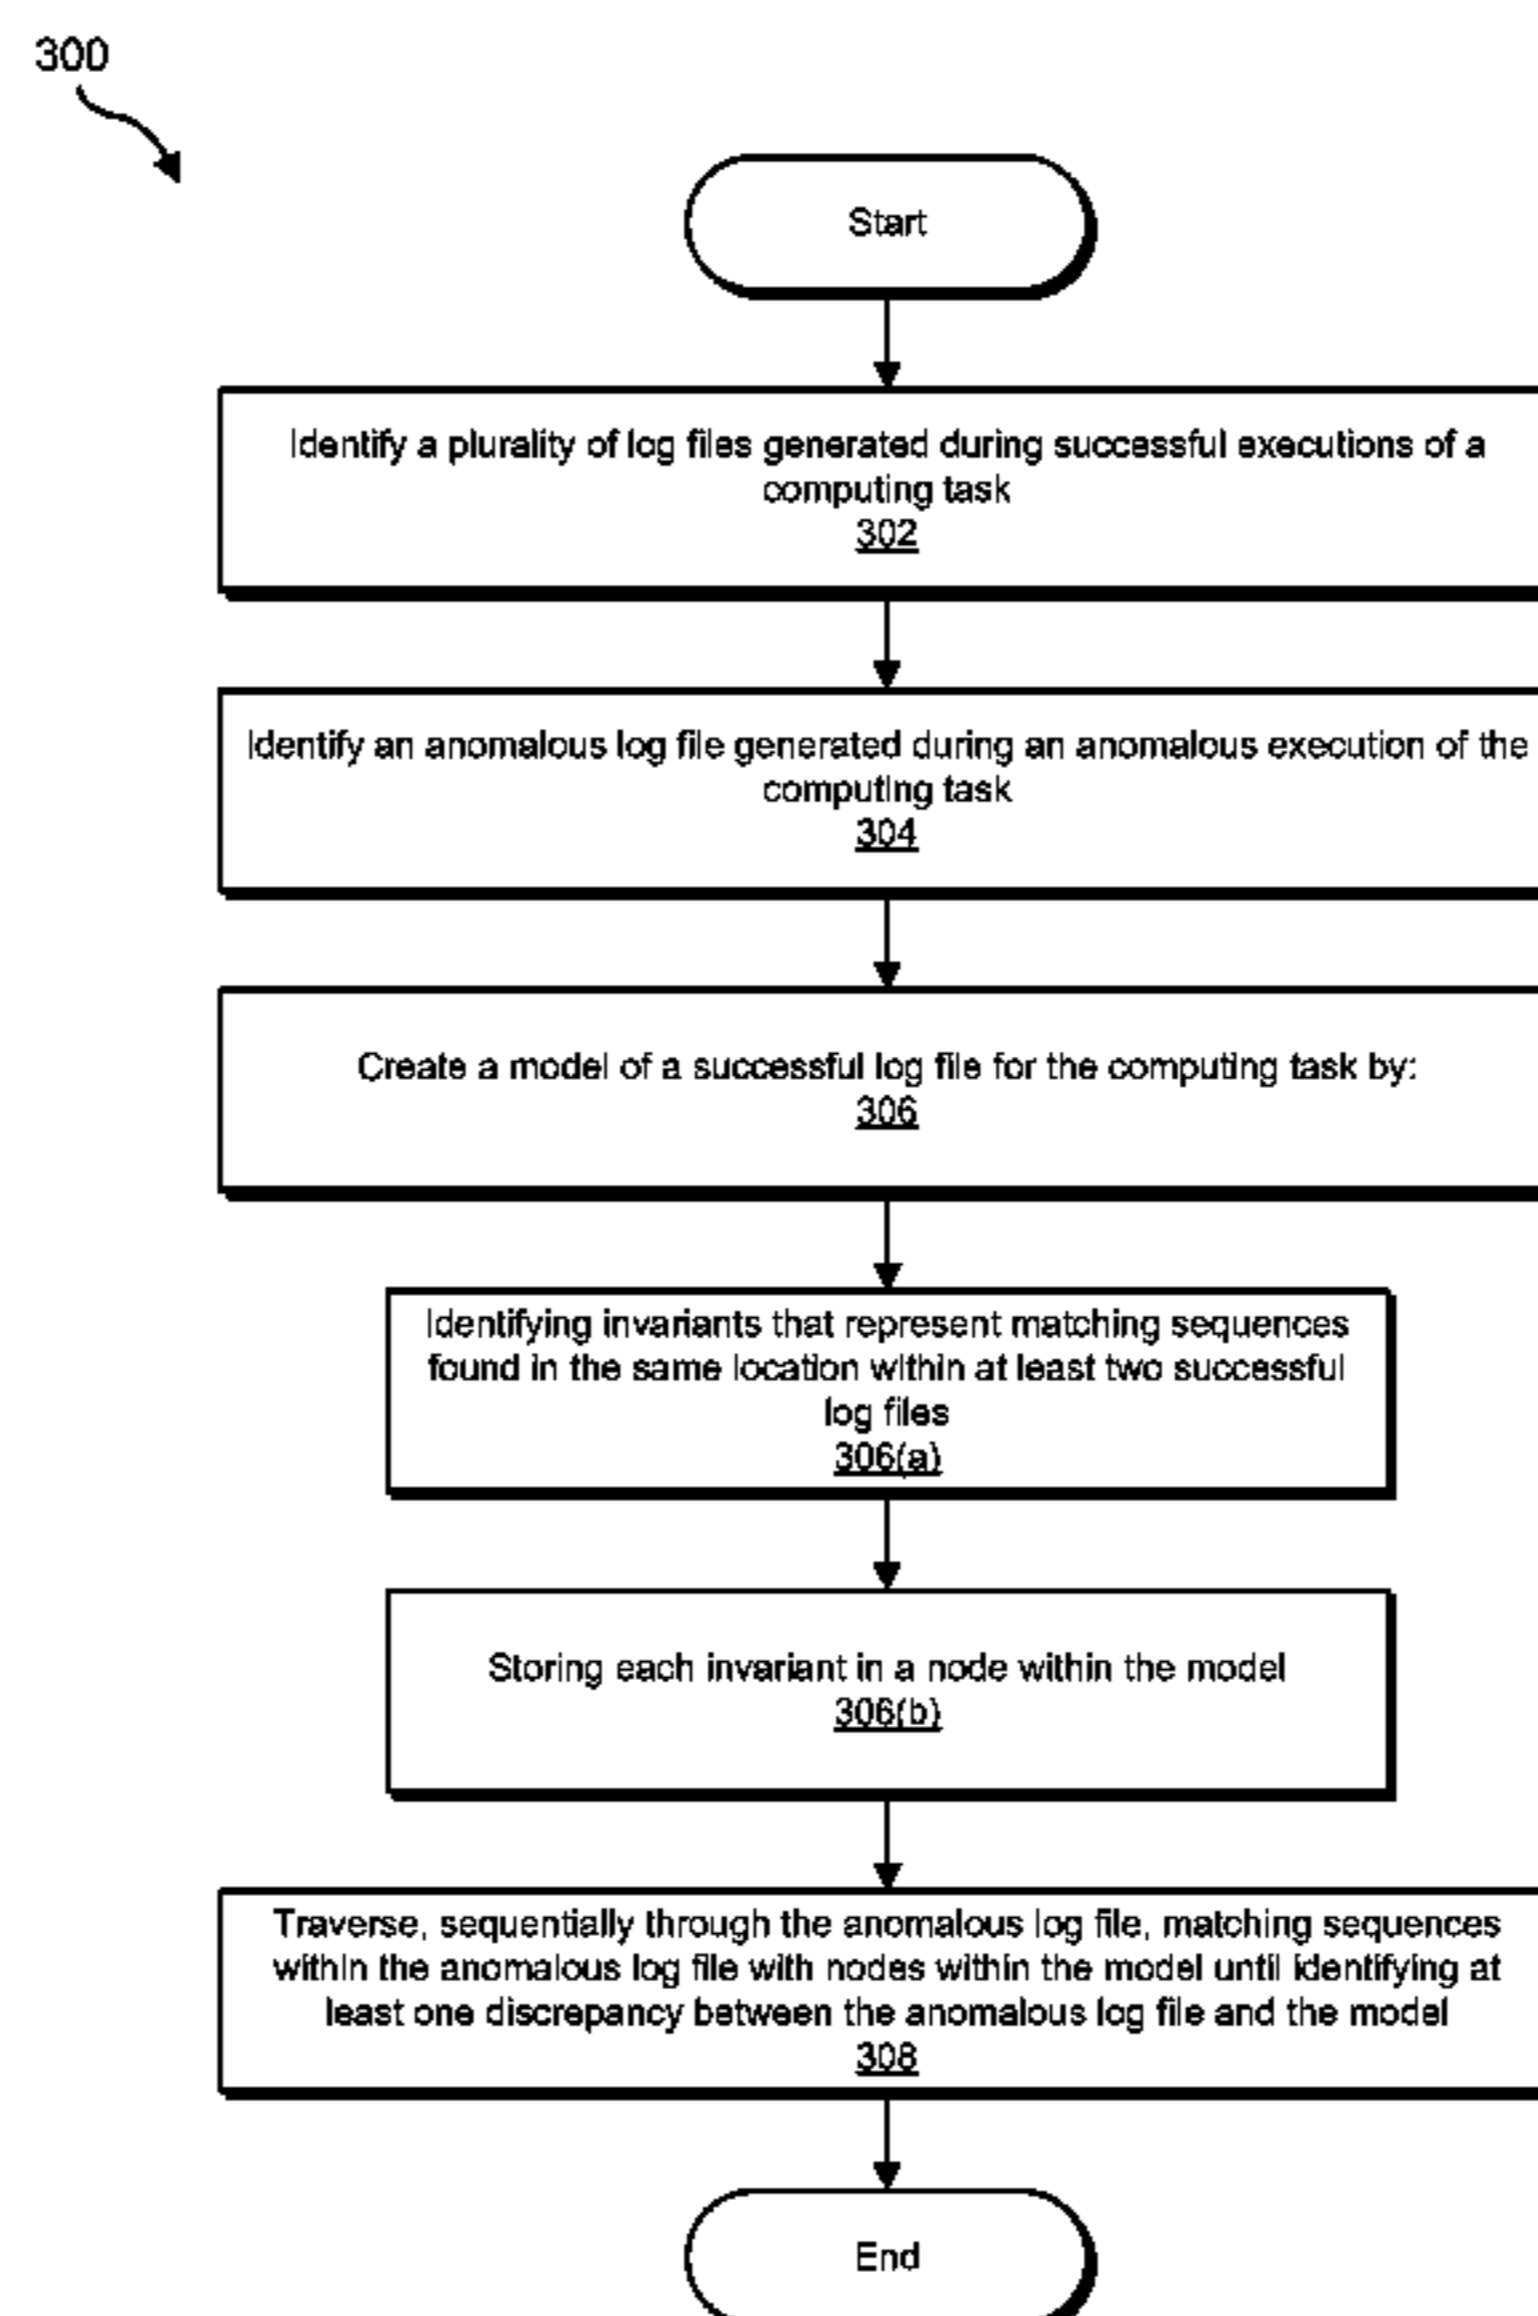 300
Start
Identify a plurality of log files generated during successful executions of a
computing task
302
Identify an anomalous log file generated during an anomalous execution of the
computing task
304
Create a model of a successful log file for the computing task by:
306
Identifying invariants that represent matching sequences
found in the same location within at least two successful
log files
306(a)
Storing each invariant in a node within the model
306(b)
Traverse, sequentially through the anomalous log file, matching sequences
within the anomalous log file with nodes within the model until identifying at
least one discrepancy between the anomalous log file and the model
308
End